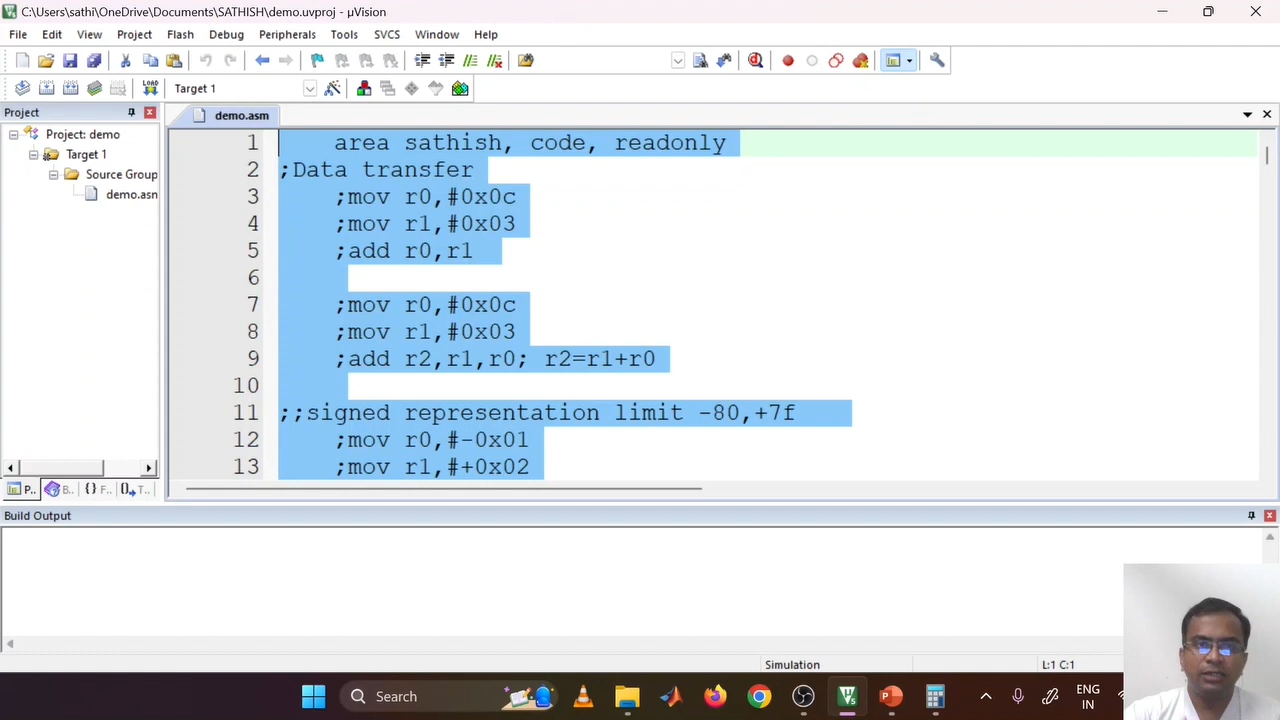 C:\Users\sathi\OneDrive\Documents\SATHISH\demo.uvproj - µVision
File Edit View Project Flash Debug Peripherals Tools SVCS Window Help
LOAD Target 1
Project
demo.asm
Project: demo
Target 1
Source Group
demo.asn
1 area sathish, code, readonly
2 ;Data transfer
3 ;mov r0,#0x0c
4 ;mov r1,#0x03
5 ;add r0,r1
6
7 ;mov r0,#0x0c
8 ;mov r1,#0x03
9 ;add r2,r1,r0; r2=r1+r0
10
11 ;;signed representation limit -80,+7f
12 ;mov r0,#-0x01
13 ;mov r1,#+0x02
P.. B.. {} F.. T..
Build Output
Simulation L:1 C:1
Search
ENG
IN